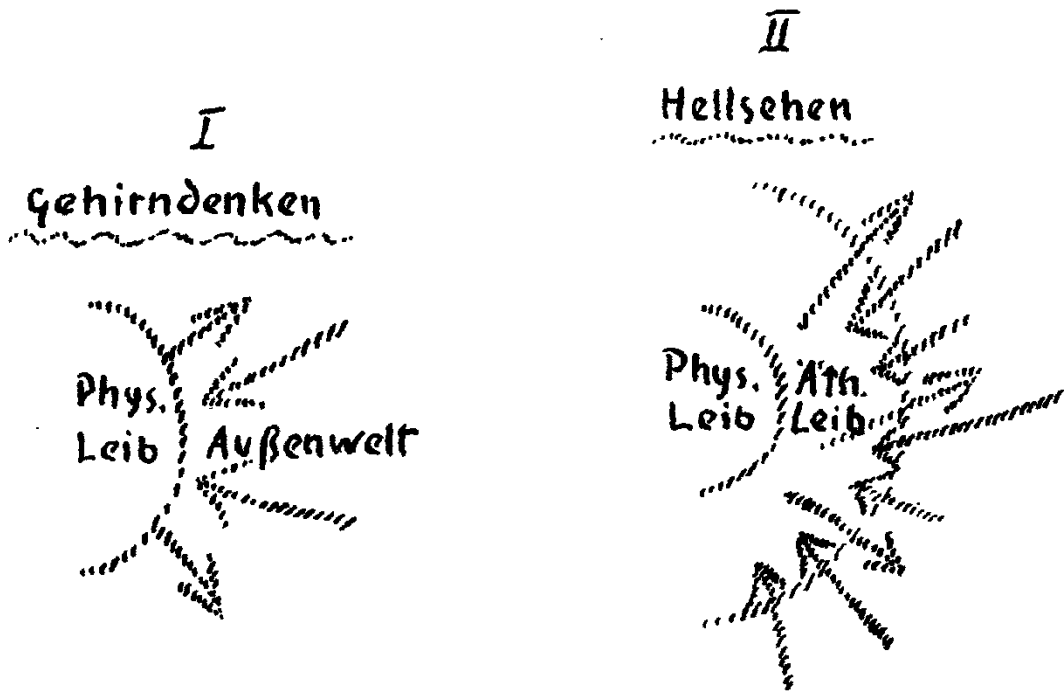 I
Gehirndenken
Phys.
Leib Außenwelt
II
Hellsehen
Phys. Äth.
Leib Leib